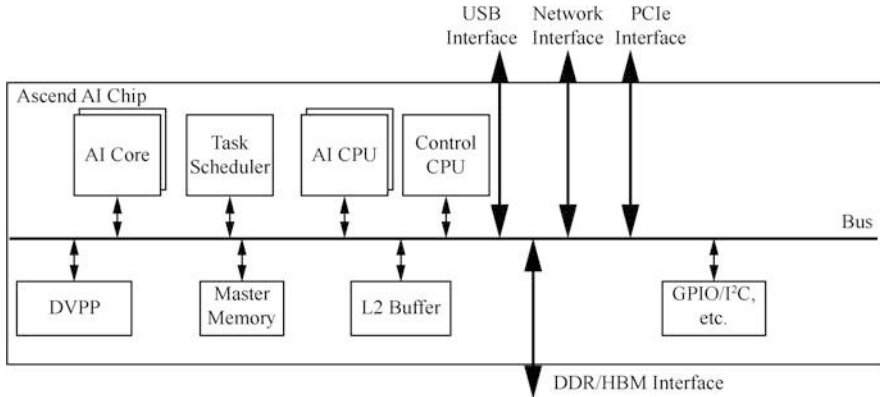 USB
Interface
Network
Interface
PCIe
Interface
Ascend AI Chip
AI Core
Task
Scheduler
AI CPU
Control
CPU
Bus
DVPP
Master
Memory
L2 Buffer
GPIO/I²C,
etc.
DDR/HBM Interface